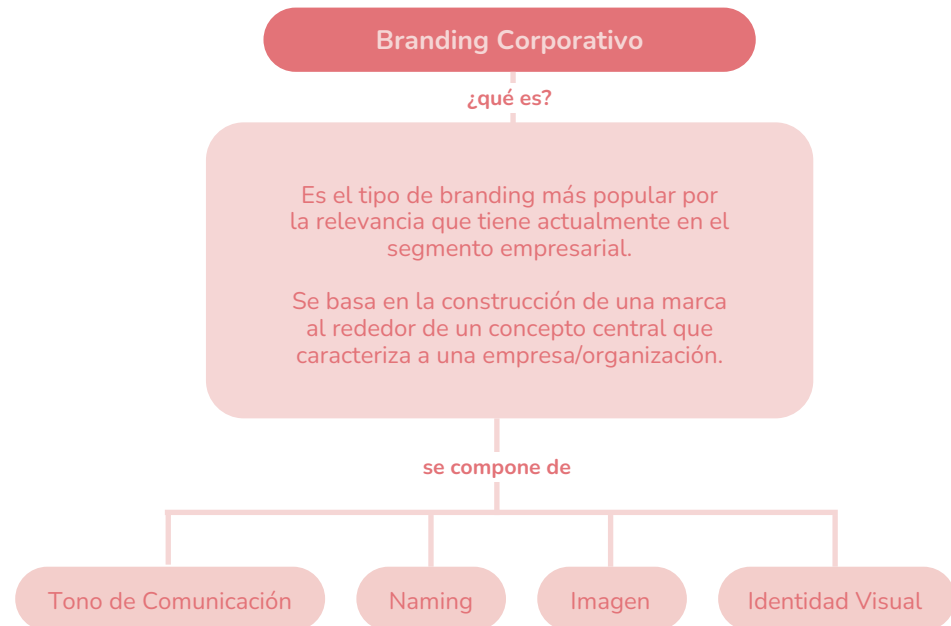 Branding Corporativo
¿qué es?
Es el tipo de branding más popular por
la relevancia que tiene actualmente en el
segmento empresarial.
Se basa en la construcción de una marca
al rededor de un concepto central que
caracteriza a una empresa/organización.
se compone de
Tono de Comunicación
Naming
Imagen
Identidad Visual